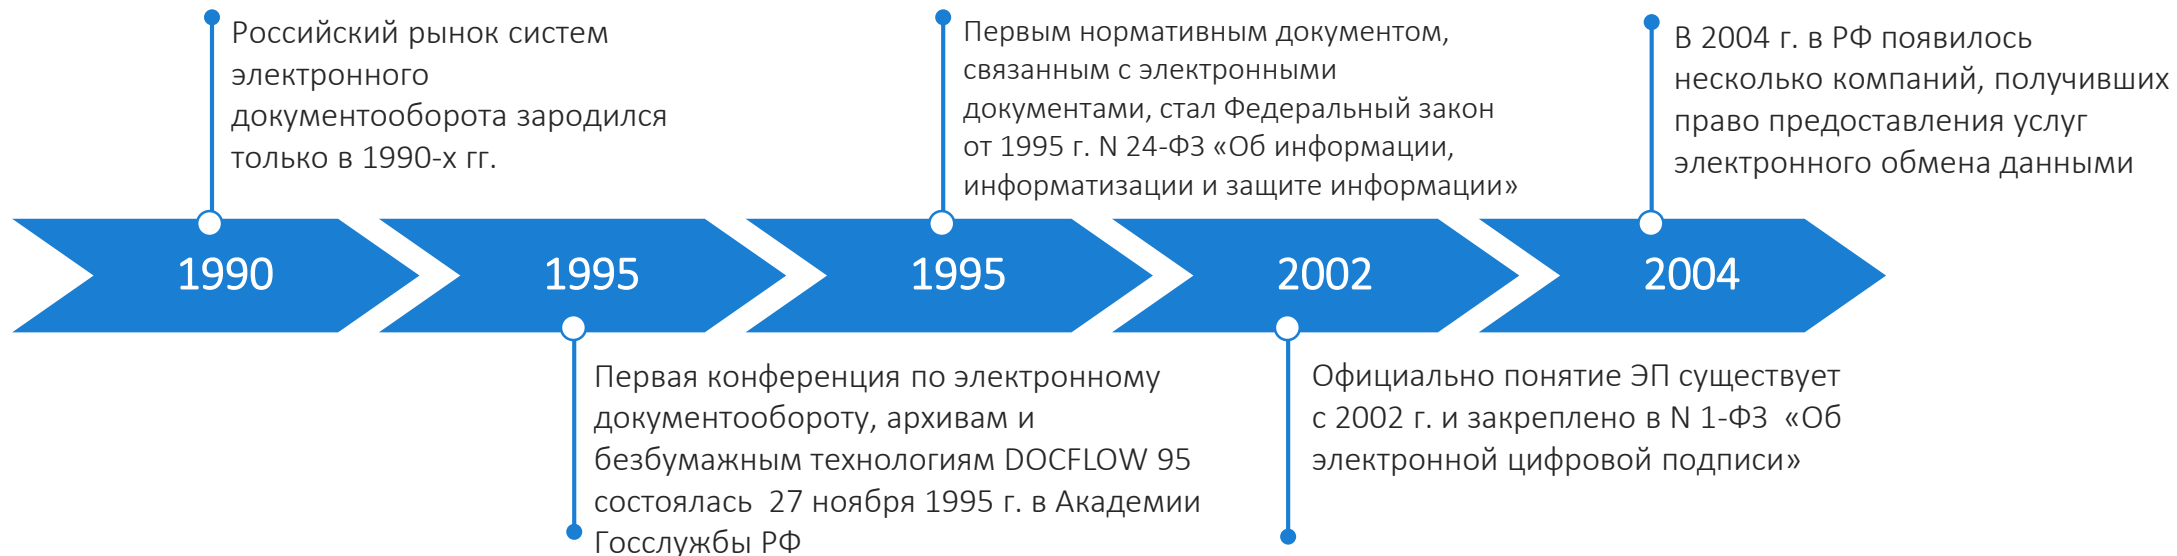 Российский рынок систем
электронного
документооборота зародился
только в 1990-х гг.
Первым нормативным документом,
связанным с электронными
документами, стал Федеральный закон
от 1995 г. N 24-ФЗ «Об информации,
информатизации и защите информации»
В 2004 г. в РФ появилось
несколько компаний, получивших
право предоставления услуг
электронного обмена данными
1990
1995
1995
2002
2004
Первая конференция по электронному
документообороту, архивам и
безбумажным технологиям DOCFLOW 95
состоялась  27 ноября 1995 г. в Академии
Госслужбы РФ
Официально понятие ЭП существует
с 2002 г. и закреплено в N 1-ФЗ  «Об
электронной цифровой подписи»